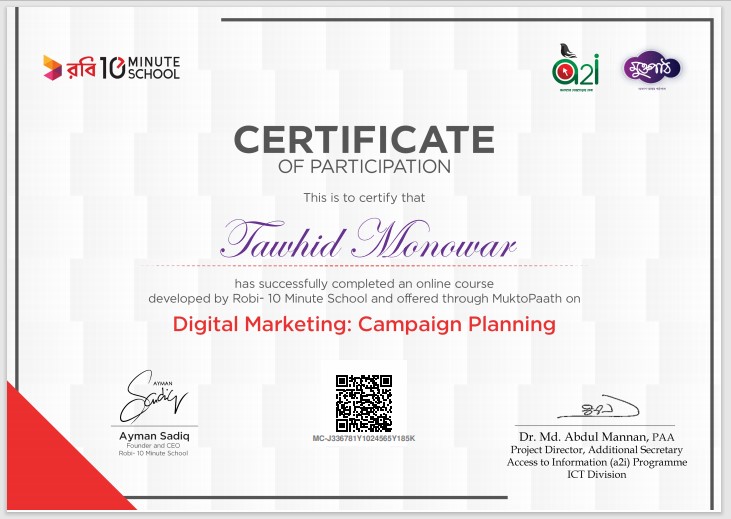 রবি 10 MINUTE
SCHOOL
a2i
মুক্তপাঠ
CERTIFICATE
OF PARTICIPATION
This is to certify that
Tawhid Monowar
has successfully completed an online course
developed by Robi- 10 Minute School and offered through MuktoPaath on
Digital Marketing: Campaign Planning
AYMAN
Sadiq
Ayman Sadiq
Founder and CEO
Robi- 10 Minute School
MC-J336781Y1024565Y185K
Dr. Md. Abdul Mannan, PAA
Project Director, Additional Secretary
Access to Information (a2i) Programme
ICT Division